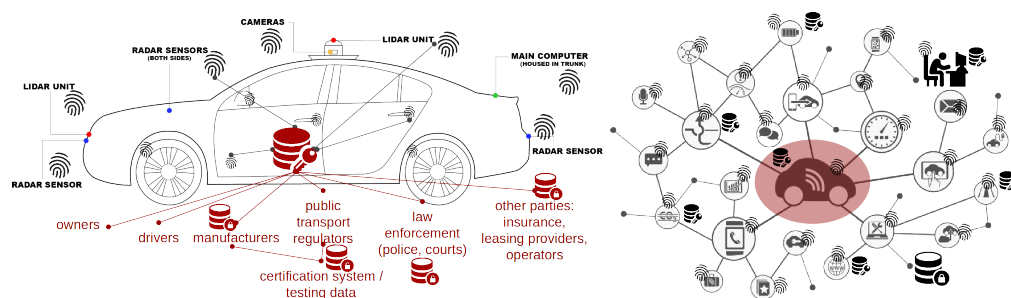 CAMERAS
LIDAR UNIT
RADAR SENSORS
(BOTH SIDES)
MAIN COMPUTER
(HOUSED IN TRUNK)
LIDAR UNIT
RADAR SENSOR
RADAR SENSOR
owners
drivers
manufacturers
public
transport
regulators
law
enforcement
(police, courts)
other parties:
insurance,
leasing providers,
operators
certification system /
testing data
WWW